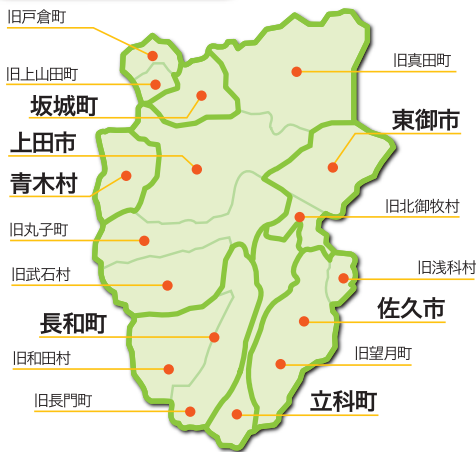 旧戸倉町
旧上山田町
坂城町
上田市
青木村
旧丸子町
旧武石村
長和町
旧和田村
旧長門町
旧真田町
東御市
旧北御牧村
旧浅科村
佐久市
旧望月町
立科町